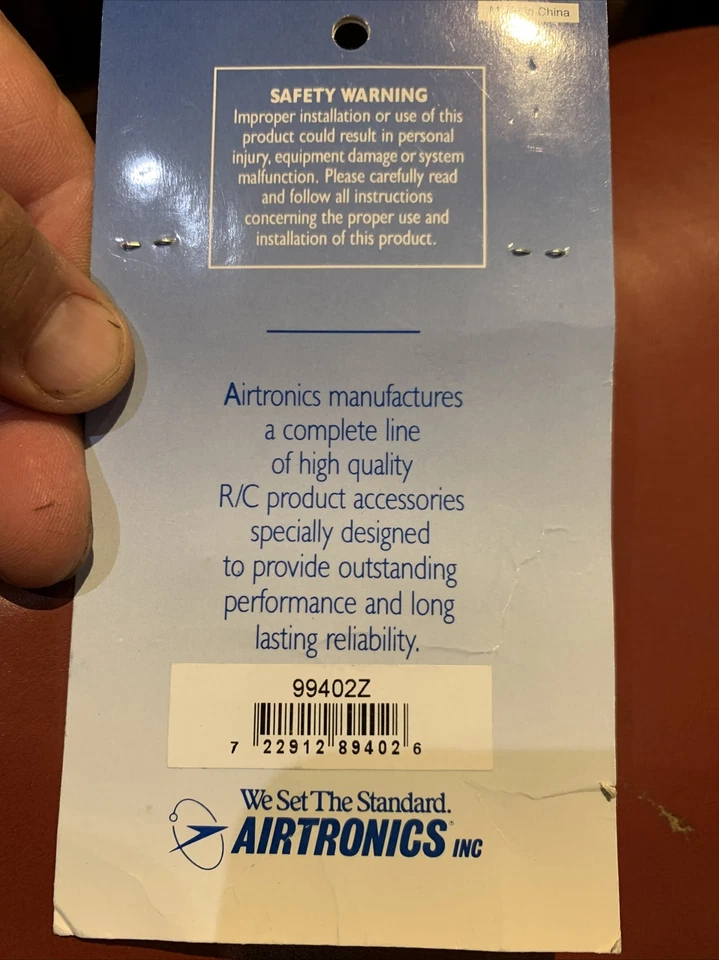 Made in China
SAFETY WARNING
Improper installation or use of this
product could result in personal
injury, equipment damage or system
malfunction. Please carefully read
and follow all instructions
concerning the proper use and
installation of this product.
Airtronics manufactures
a complete line
of high quality
R/C product accessories
specially designed
to provide outstanding
performance and long
lasting reliability.
99402Z
7 22912 89402 6
We Set The Standard.
AIRTRONICS® INC